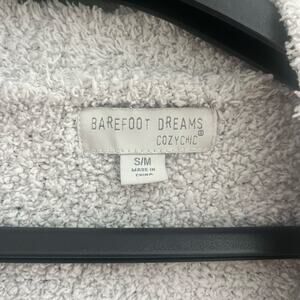 BAREFOOT DREAMS
COZYCHIC®
S/M
MADE IN
CHINA